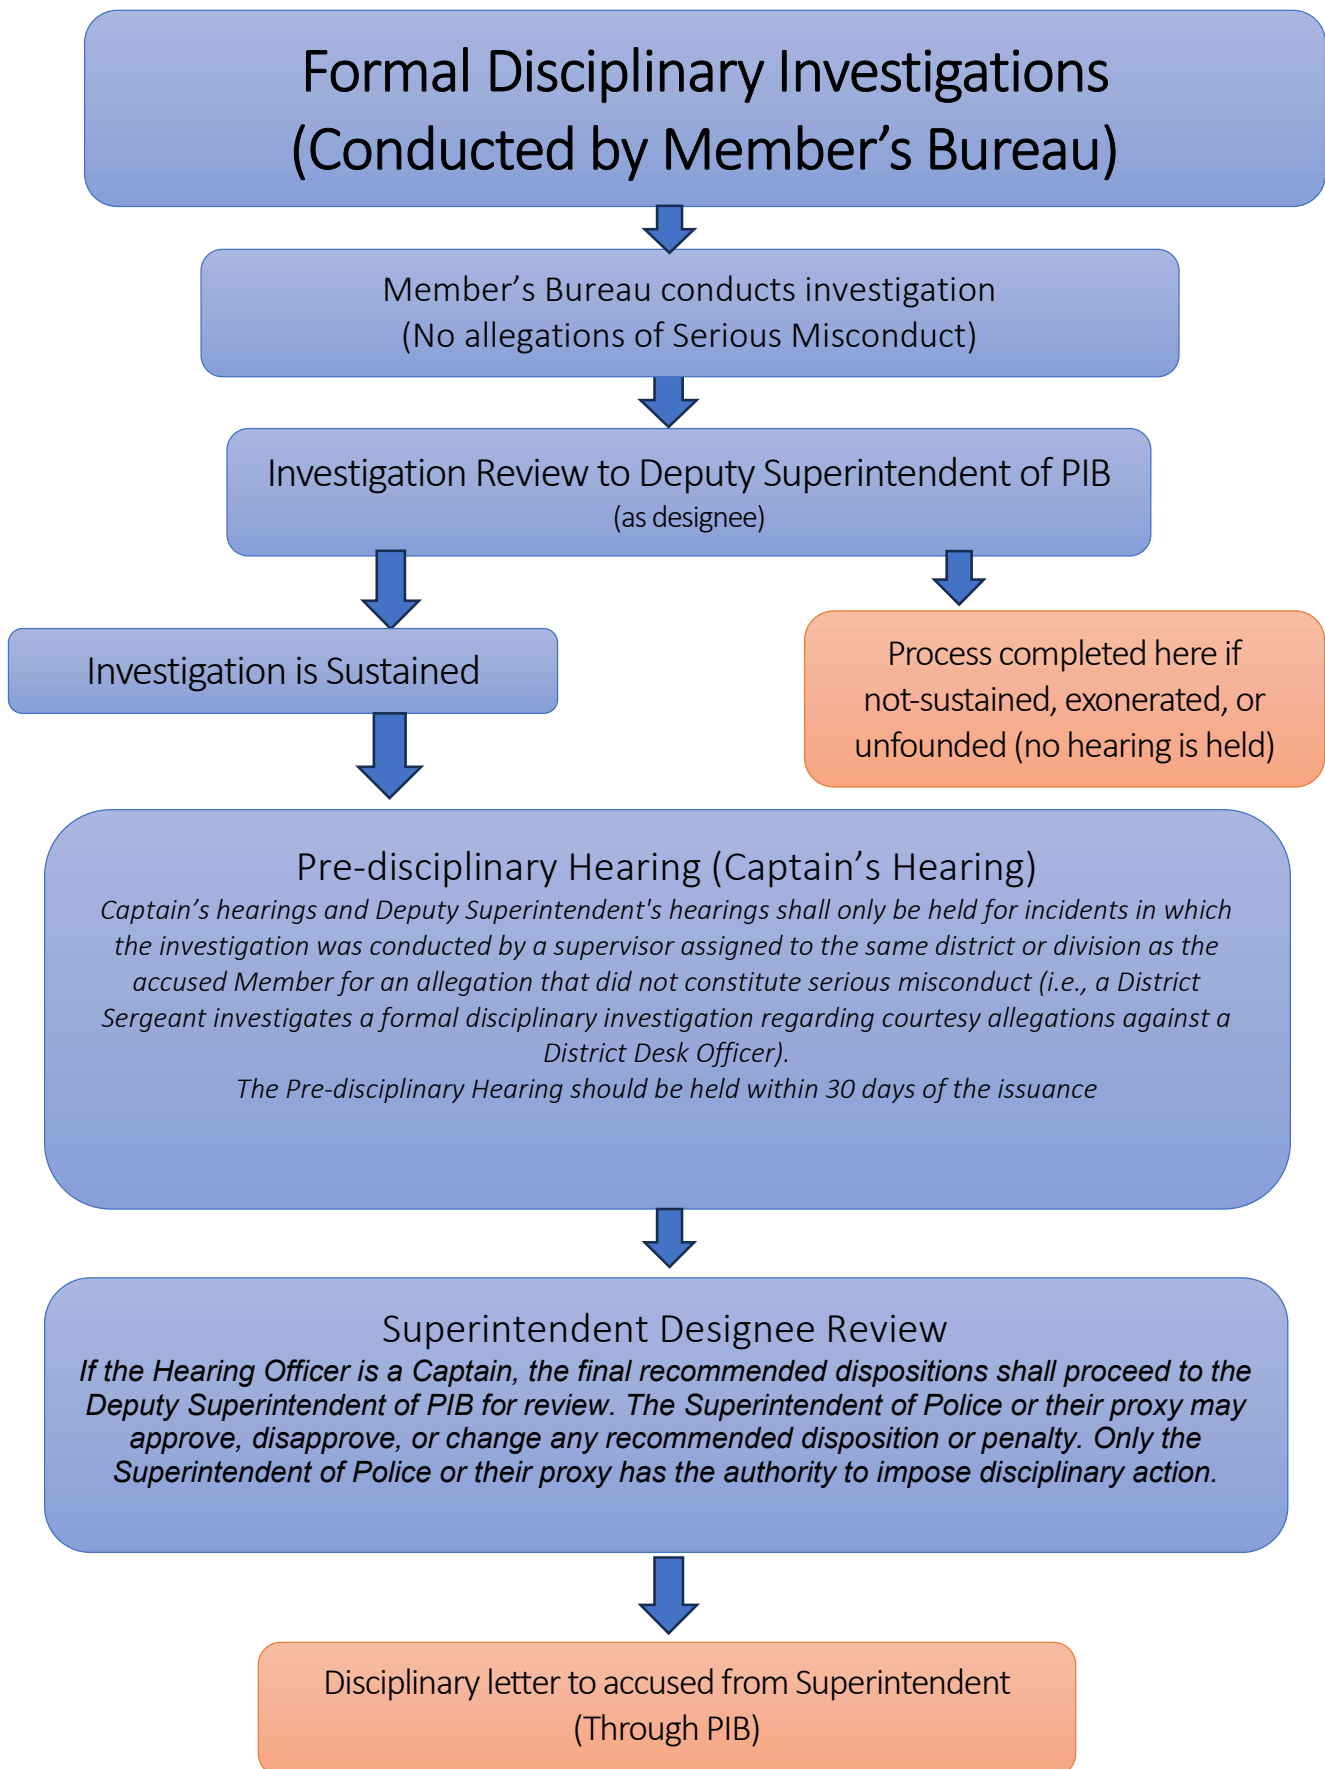 Formal Disciplinary Investigations
(Conducted by Member’s Bureau)
Member’s Bureau conducts investigation
(No allegations of Serious Misconduct)
Investigation Review to Deputy Superintendent of PIB
(as designee)
Investigation is Sustained
Process completed here if
not-sustained, exonerated, or
unfounded (no hearing is held)
Pre-disciplinary Hearing (Captain’s Hearing)
Captain’s hearings and Deputy Superintendent's hearings shall only be held for incidents in which
the investigation was conducted by a supervisor assigned to the same district or division as the
accused Member for an allegation that did not constitute serious misconduct (i.e., a District
Sergeant investigates a formal disciplinary investigation regarding courtesy allegations against a
District Desk Officer).
The Pre-disciplinary Hearing should be held within 30 days of the issuance
Superintendent Designee Review
If the Hearing Officer is a Captain, the final recommended dispositions shall proceed to the
Deputy Superintendent of PIB for review. The Superintendent of Police or their proxy may
approve, disapprove, or change any recommended disposition or penalty. Only the
Superintendent of Police or their proxy has the authority to impose disciplinary action.
Disciplinary letter to accused from Superintendent
(Through PIB)